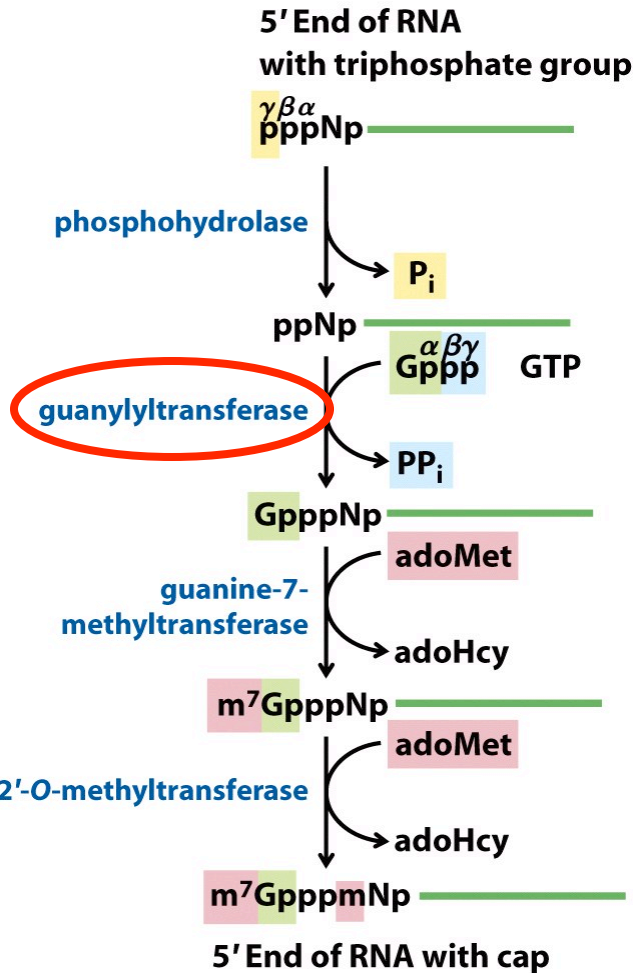 5′ End of RNA
with triphosphate group
γβα
pppNp
phosphohydrolase
Pi
ppNp
αβγ
Gppp GTP
guanylyltransferase
PPi
GpppNp
adoMet
guanine-7-
methyltransferase
adoHcy
m⁷GpppNp
adoMet
2′-O-methyltransferase
adoHcy
m⁷GpppmNp
5′ End of RNA with cap